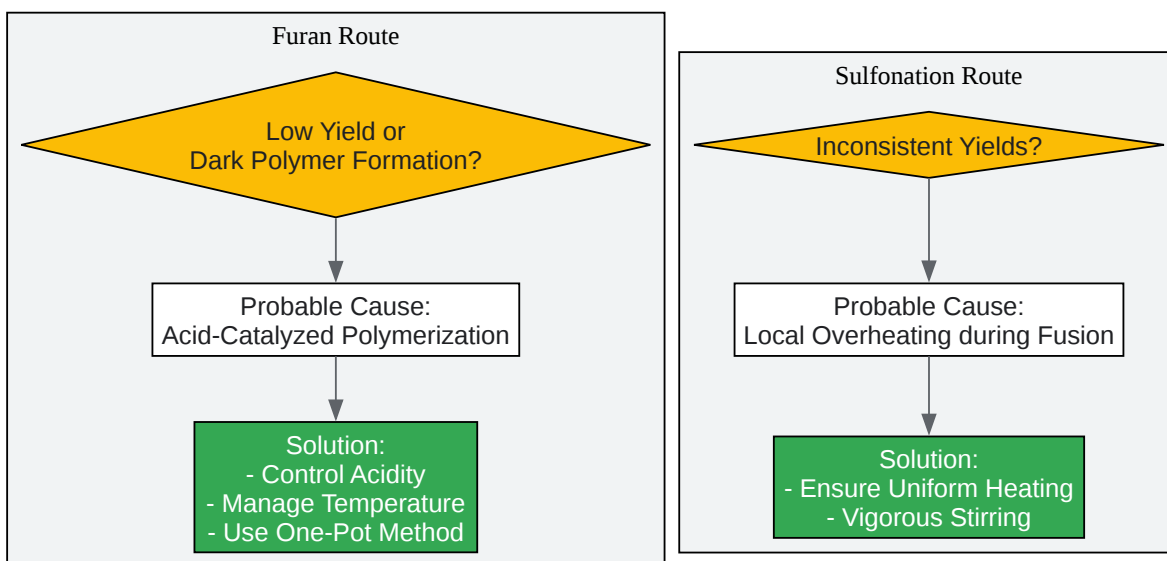 Furan Route
Low Yield or
Dark Polymer Formation?
Probable Cause:
Acid-Catalyzed Polymerization
Solution:
- Control Acidity
- Manage Temperature
- Use One-Pot Method
Sulfonation Route
Inconsistent Yields?
Probable Cause:
Local Overheating during Fusion
Solution:
- Ensure Uniform Heating
- Vigorous Stirring